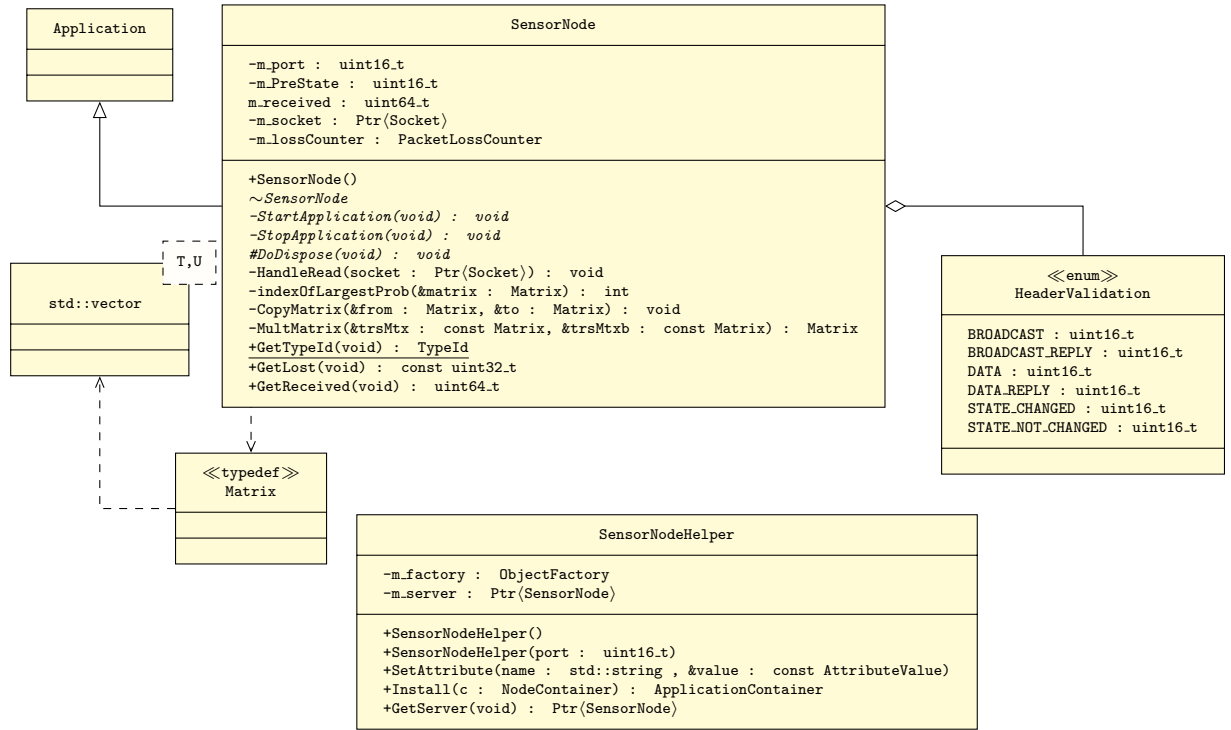 Application
SensorNode
-m_port : uint16_t
-m_PreState : uint16_t
m_received : uint64_t
-m_socket : Ptr⟨Socket⟩
-m_lossCounter : PacketLossCounter
+SensorNode()
∼SensorNode
-StartApplication(void) : void
-StopApplication(void) : void
#DoDispose(void) : void
-HandleRead(socket : Ptr⟨Socket⟩) : void
-indexOfLargestProb(&matrix : Matrix) : int
-CopyMatrix(&from : Matrix, &to : Matrix) : void
-MultMatrix(&trsMtx : const Matrix, &trsMtxb : const Matrix) : Matrix
+GetTypeId(void) : TypeId
+GetLost(void) : const uint32_t
+GetReceived(void) : uint64_t
T,U
std::vector
≪enum≫
HeaderValidation
BROADCAST : uint16_t
BROADCAST_REPLY : uint16_t
DATA : uint16_t
DATA_REPLY : uint16_t
STATE_CHANGED : uint16_t
STATE_NOT_CHANGED : uint16_t
≪typedef≫
Matrix
SensorNodeHelper
-m_factory : ObjectFactory
-m_server : Ptr⟨SensorNode⟩
+SensorNodeHelper()
+SensorNodeHelper(port : uint16_t)
+SetAttribute(name : std::string , &value : const AttributeValue)
+Install(c : NodeContainer) : ApplicationContainer
+GetServer(void) : Ptr⟨SensorNode⟩